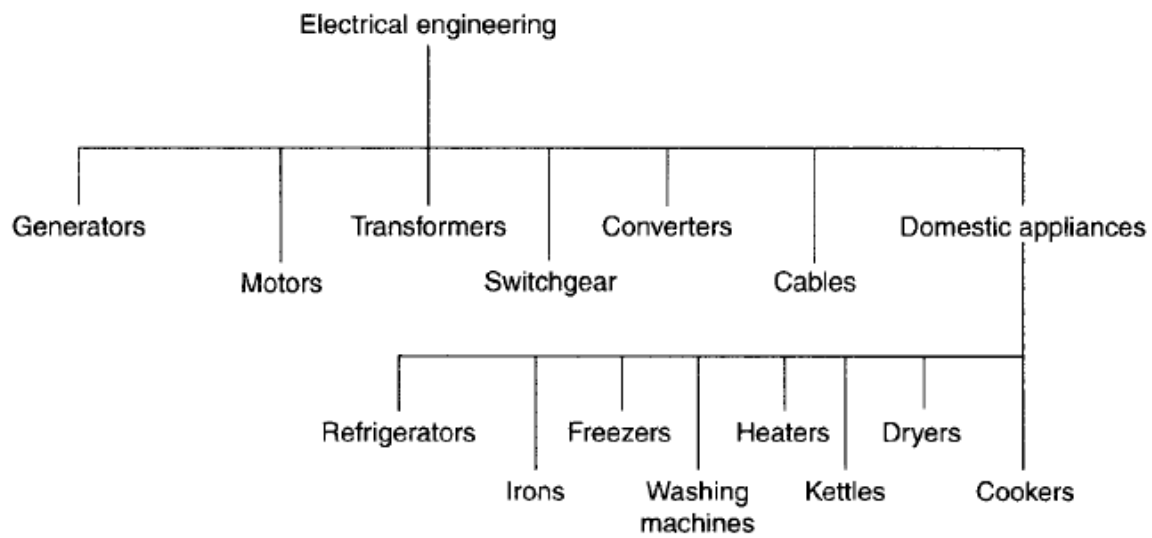 Electrical engineering
Generators
Transformers
Converters
Domestic appliances
Motors
Switchgear
Cables
Refrigerators
Freezers
Heaters
Dryers
Irons
Washing
machines
Kettles
Cookers